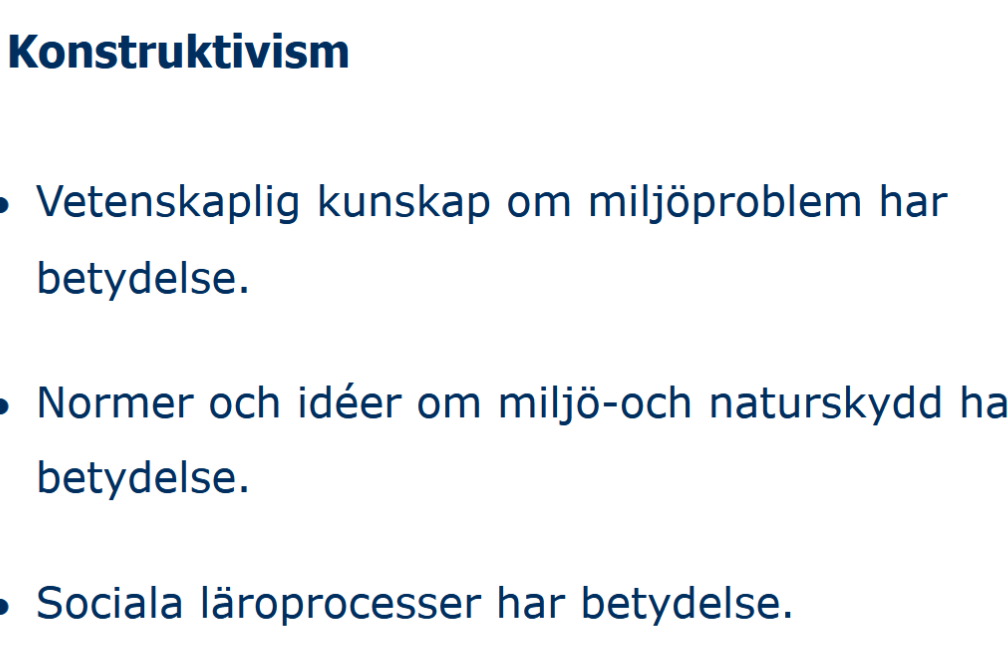 Konstruktivism
• Vetenskaplig kunskap om miljöproblem har
betydelse.
• Normer och idéer om miljö-och naturskydd ha
betydelse.
• Sociala läroprocesser har betydelse.